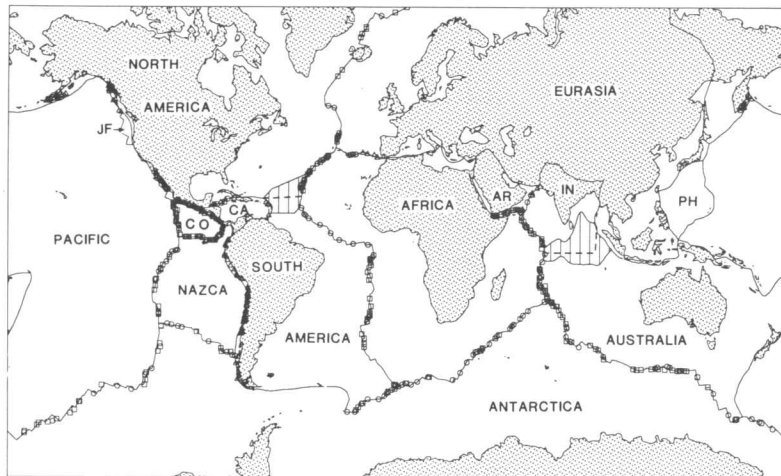 NORTH
AMERICA
EURASIA
JF
AFRICA
AR
IN
PH
CA
CO
PACIFIC
SOUTH
NAZCA
AMERICA
AUSTRALIA
ANTARCTICA